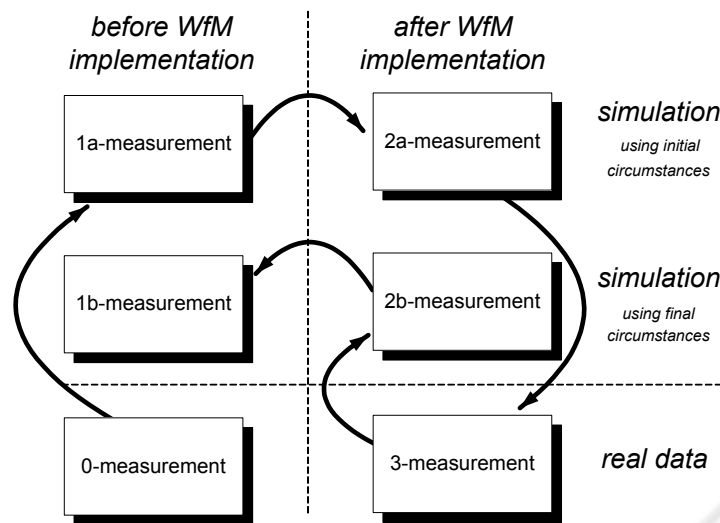 before WfM
implementation
after WfM
implementation
1a-measurement
2a-measurement
simulation
using initial
circumstances
1b-measurement
2b-measurement
simulation
using final
circumstances
0-measurement
3-measurement
real data